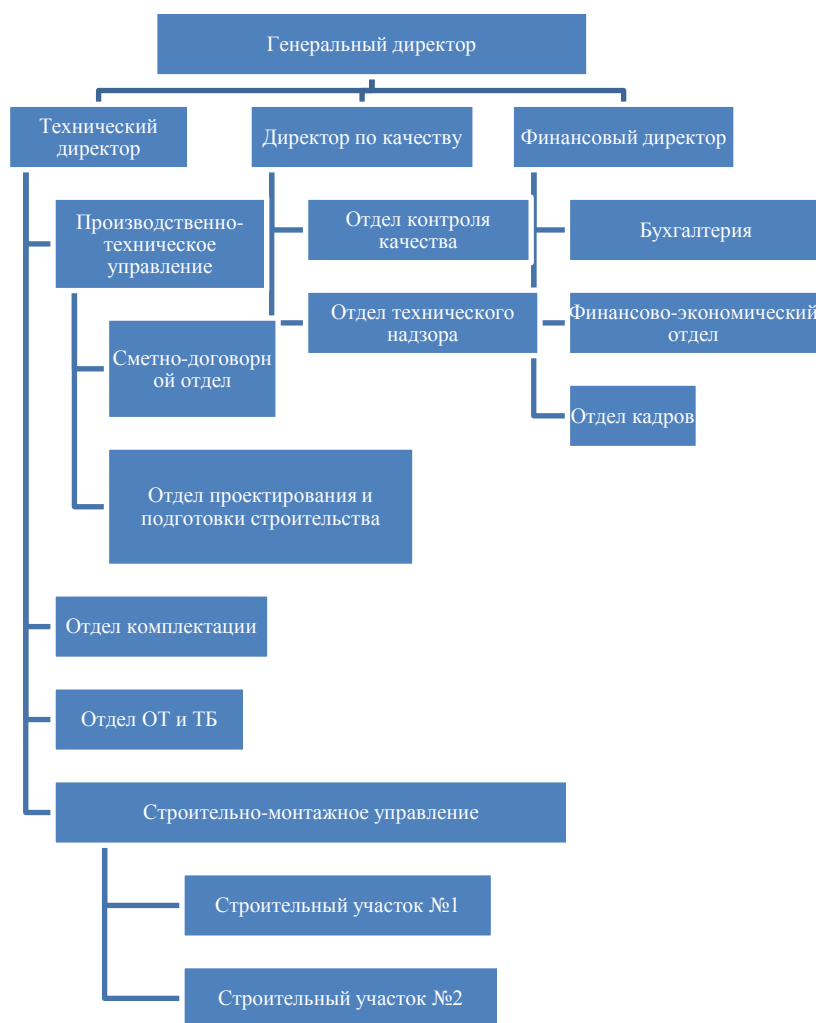 Генеральный директор
Технический
директор
Директор по качеству
Финансовый директор
Производственно-
техническое
управление
Отдел контроля
качества
Бухгалтерия
Сметно-договорн
ой отдел
Отдел технического
надзора
Финансово-экономический
отдел
Отдел кадров
Отдел проектирования и
подготовки строительства
Отдел комплектации
Отдел ОТ и ТБ
Строительно-монтажное управление
Строительный участок №1
Строительный участок №2